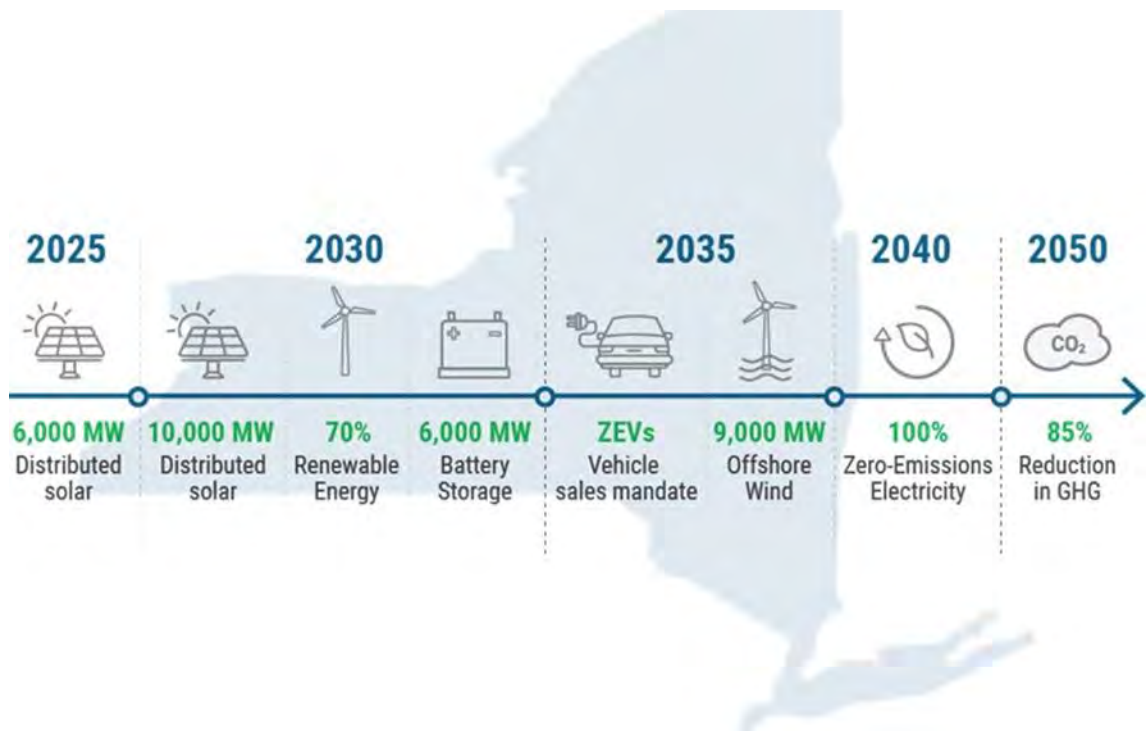 2025
2030
2035
2040
2050
CO₂
6,000 MW
Distributed
solar
10,000 MW
Distributed
solar
70%
Renewable
Energy
6,000 MW
Battery
Storage
ZEVs
Vehicle
sales mandate
9,000 MW
Offshore
Wind
100%
Zero-Emissions
Electricity
85%
Reduction
in GHG